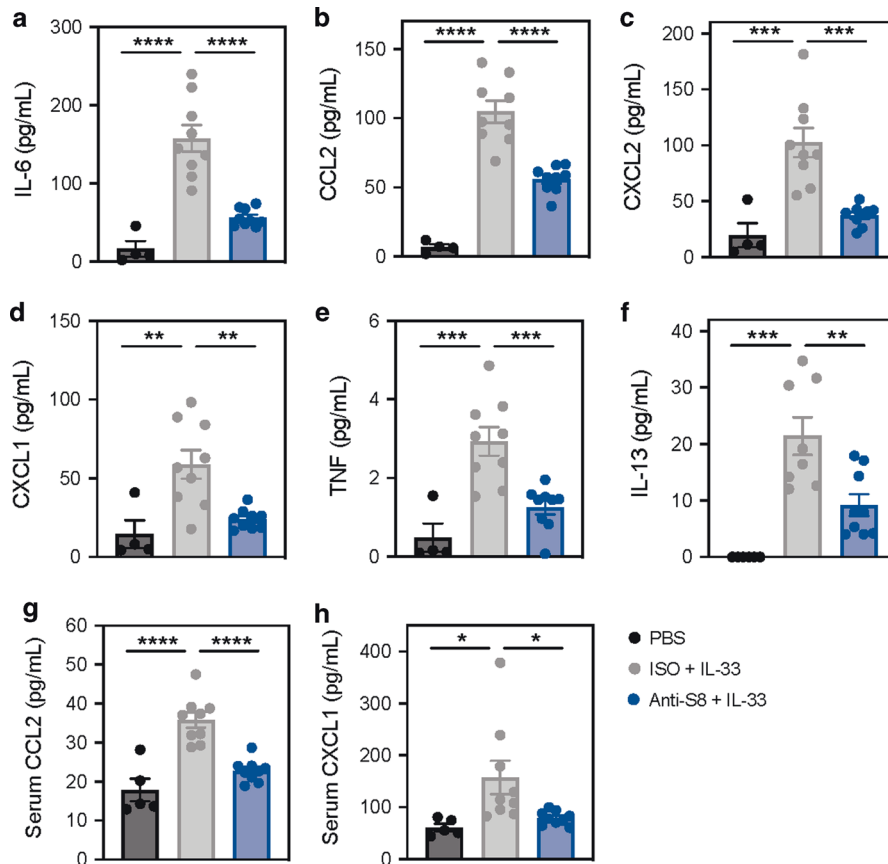 a
300
200
150
100
50
0
IL-6 (pg/mL)
**** ****
b
150
100
50
0
CCL2 (pg/mL)
**** ****
c
200
150
100
50
0
CXCL2 (pg/mL)
*** ***
d
150
100
50
0
CXCL1 (pg/mL)
** **
e
6
4
2
0
TNF (pg/mL)
*** ***
f
40
30
20
10
0
IL-13 (pg/mL)
*** **
g
60
50
40
30
20
10
0
Serum CCL2 (pg/mL)
**** ****
h
400
300
200
100
0
Serum CXCL1 (pg/mL)
* *
PBS
ISO + IL-33
Anti-S8 + IL-33